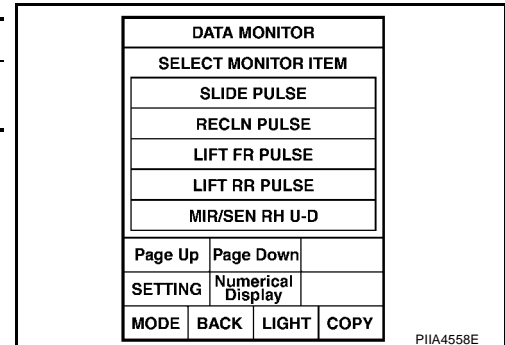 DATA MONITOR
SELECT MONITOR ITEM
SLIDE PULSE
RECLN PULSE
LIFT FR PULSE
LIFT RR PULSE
MIR/SEN RH U-D
Page Up Page Down
SETTING Numerical Display
MODE BACK LIGHT COPY
PIIA4558E